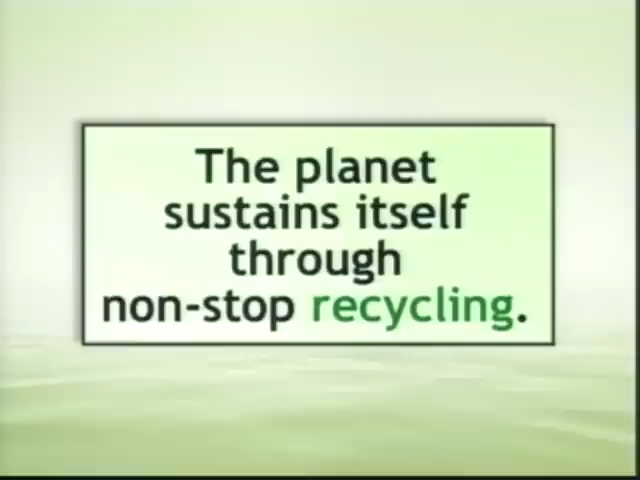 The planet
sustains itself
through
non-stop recycling.